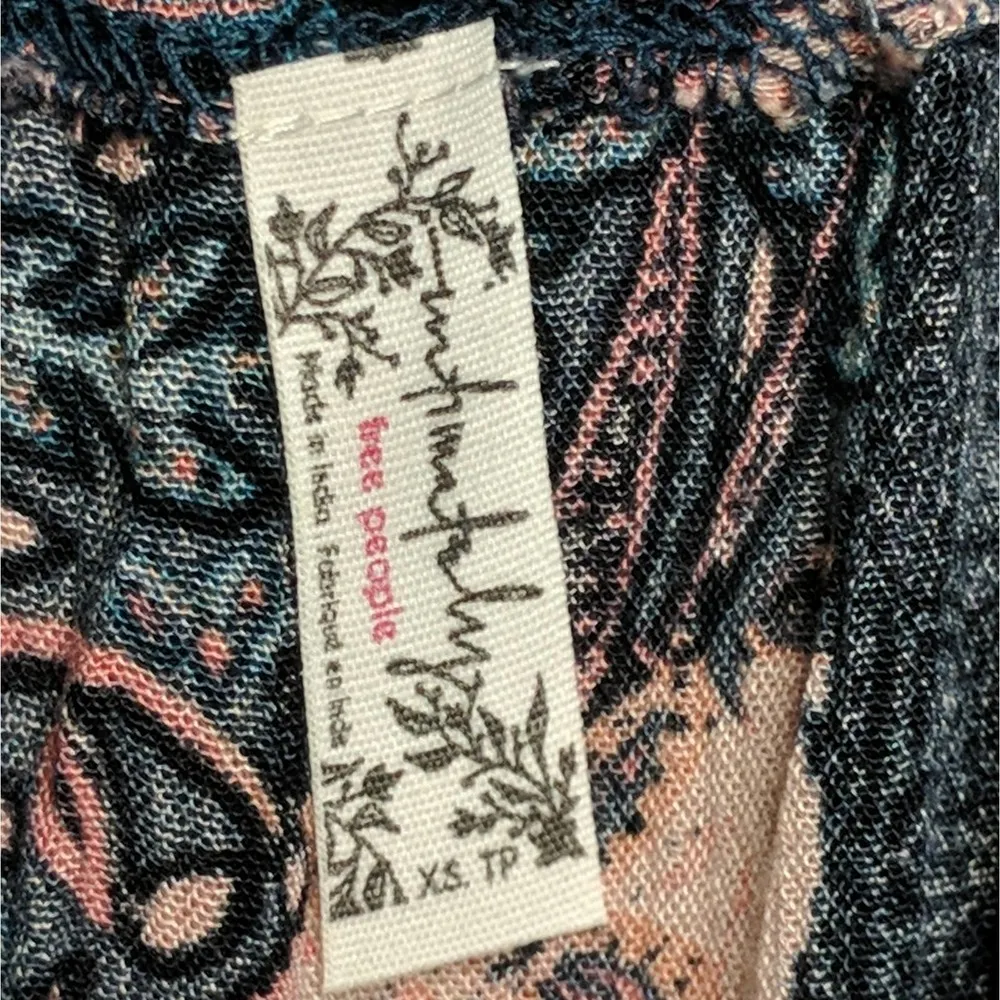 intimately
free people
Made in India Fabriqué en Inde
XS. TP